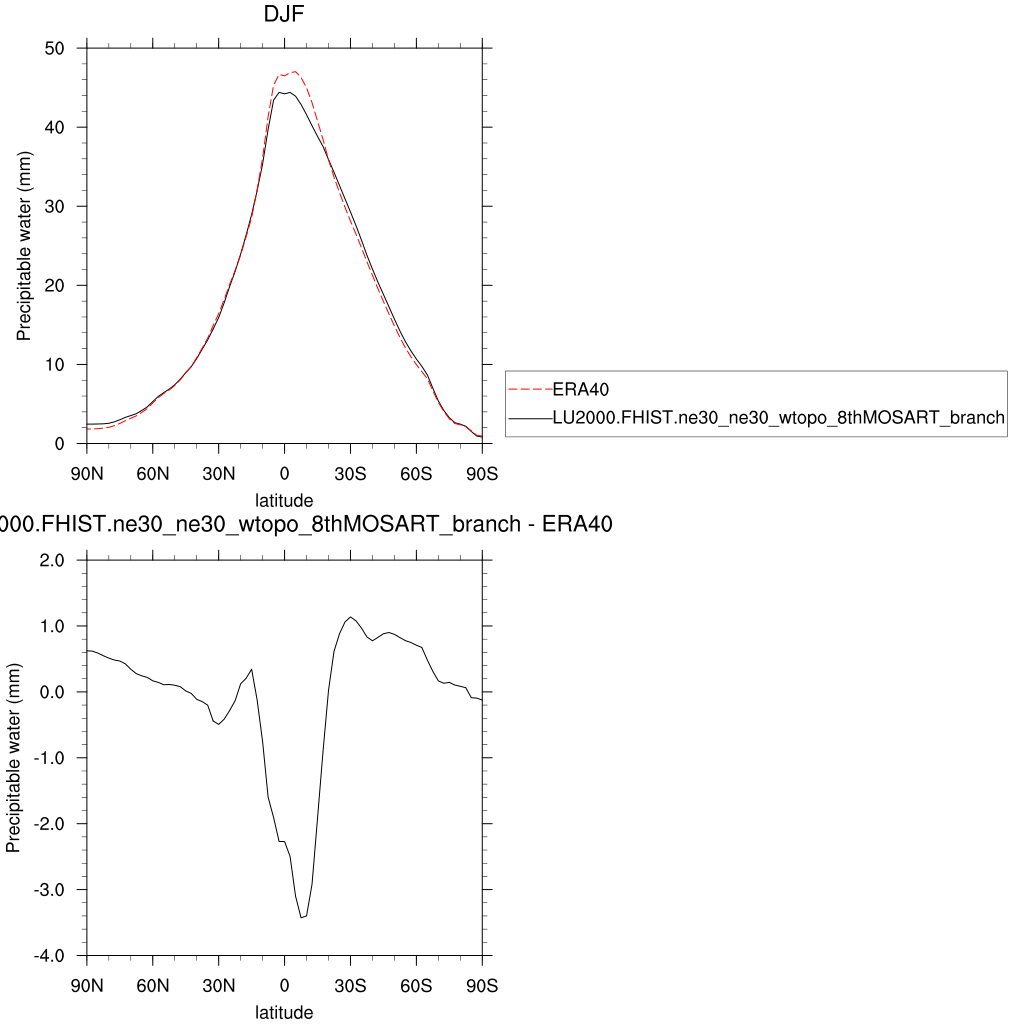 DJF
50
40
30
20
10
0
Precipitable water (mm)
90N 60N 30N 0 30S 60S 90S
latitude
ERA40
LU2000.FHIST.ne30_ne30_wtopo_8thMOSART_branch
000.FHIST.ne30_ne30_wtopo_8thMOSART_branch - ERA40
2.0
1.0
0.0
-1.0
-2.0
-3.0
-4.0
Precipitable water (mm)
90N 60N 30N 0 30S 60S 90S
latitude